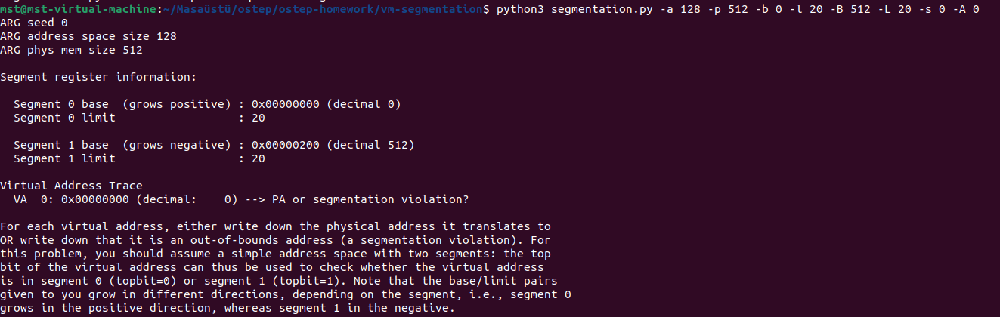 mst@mst-virtual-machine:~/Masaüstü/ostep/ostep-homework/vm-segmentation$ python3 segmentation.py -a 128 -p 512 -b 0 -l 20 -B 512 -L 20 -s 0 -A 0
ARG seed 0
ARG address space size 128
ARG phys mem size 512

Segment register information:

  Segment 0 base  (grows positive) : 0x00000000 (decimal 0)
  Segment 0 limit                  : 20

  Segment 1 base  (grows negative) : 0x00000200 (decimal 512)
  Segment 1 limit                  : 20

Virtual Address Trace
  VA  0: 0x00000000 (decimal:    0) --> PA or segmentation violation?

For each virtual address, either write down the physical address it translates to
OR write down that it is an out-of-bounds address (a segmentation violation). For
this problem, you should assume a simple address space with two segments: the top
bit of the virtual address can thus be used to check whether the virtual address
is in segment 0 (topbit=0) or segment 1 (topbit=1). Note that the base/limit pairs
given to you grow in different directions, depending on the segment, i.e., segment 0
grows in the positive direction, whereas segment 1 in the negative.